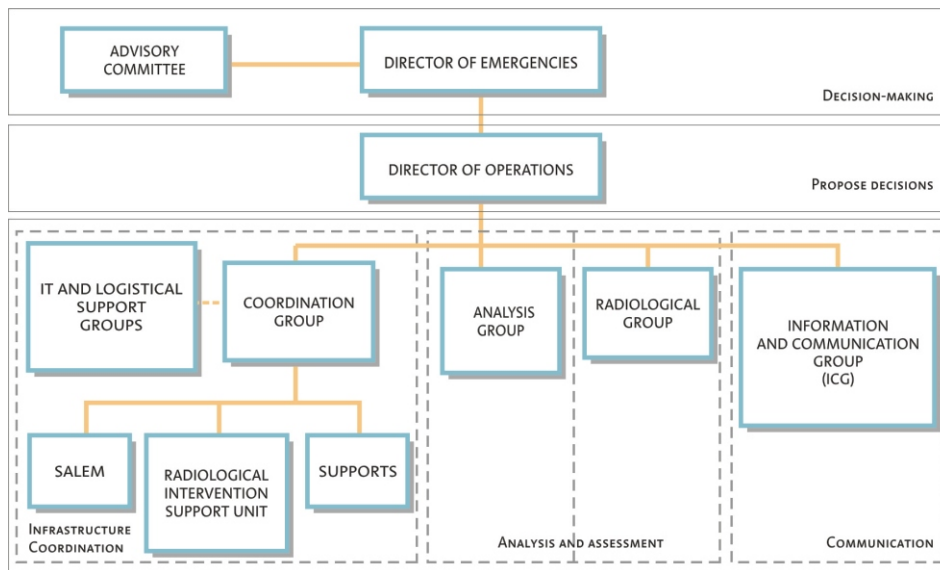 ADVISORY
COMMITTEE
DIRECTOR OF EMERGENCIES
DECISION-MAKING
DIRECTOR OF OPERATIONS
PROPOSE DECISIONS
IT AND LOGISTICAL
SUPPORT
GROUPS
COORDINATION
GROUP
ANALYSIS
GROUP
RADIOLOGICAL
GROUP
INFORMATION
AND COMMUNICATION
GROUP
(ICG)
SALEM
RADIOLOGICAL
INTERVENTION
SUPPORT UNIT
SUPPORTS
INFRASTRUCTURE
COORDINATION
ANALYSIS AND ASSESSMENT
COMMUNICATION